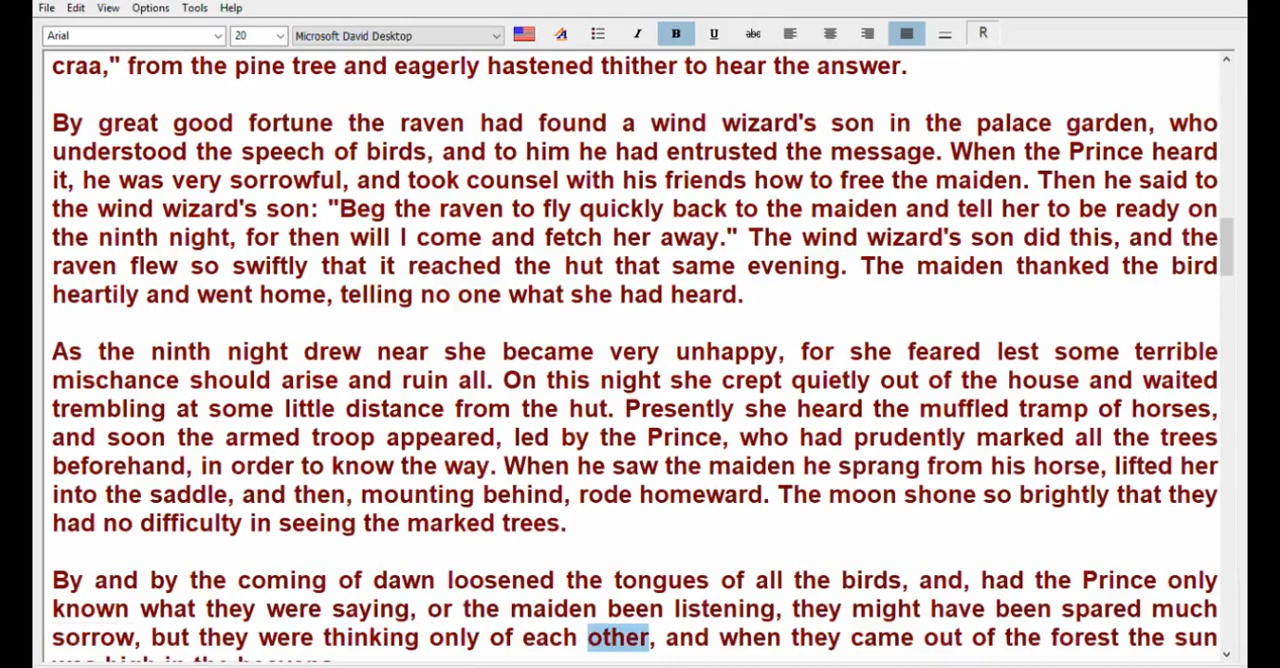 File Edit View Options Tools Help
Arial 20 Microsoft David Desktop A I B U abc R
craa," from the pine tree and eagerly hastened thither to hear the answer.
By great good fortune the raven had found a wind wizard's son in the palace garden, who
understood the speech of birds, and to him he had entrusted the message. When the Prince heard
it, he was very sorrowful, and took counsel with his friends how to free the maiden. Then he said to
the wind wizard's son: "Beg the raven to fly quickly back to the maiden and tell her to be ready on
the ninth night, for then will I come and fetch her away." The wind wizard's son did this, and the
raven flew so swiftly that it reached the hut that same evening. The maiden thanked the bird
heartily and went home, telling no one what she had heard.
As the ninth night drew near she became very unhappy, for she feared lest some terrible
mischance should arise and ruin all. On this night she crept quietly out of the house and waited
trembling at some little distance from the hut. Presently she heard the muffled tramp of horses,
and soon the armed troop appeared, led by the Prince, who had prudently marked all the trees
beforehand, in order to know the way. When he saw the maiden he sprang from his horse, lifted her
into the saddle, and then, mounting behind, rode homeward. The moon shone so brightly that they
had no difficulty in seeing the marked trees.
By and by the coming of dawn loosened the tongues of all the birds, and, had the Prince only
known what they were saying, or the maiden been listening, they might have been spared much
sorrow, but they were thinking only of each other, and when they came out of the forest the sun
was high in the heavens.